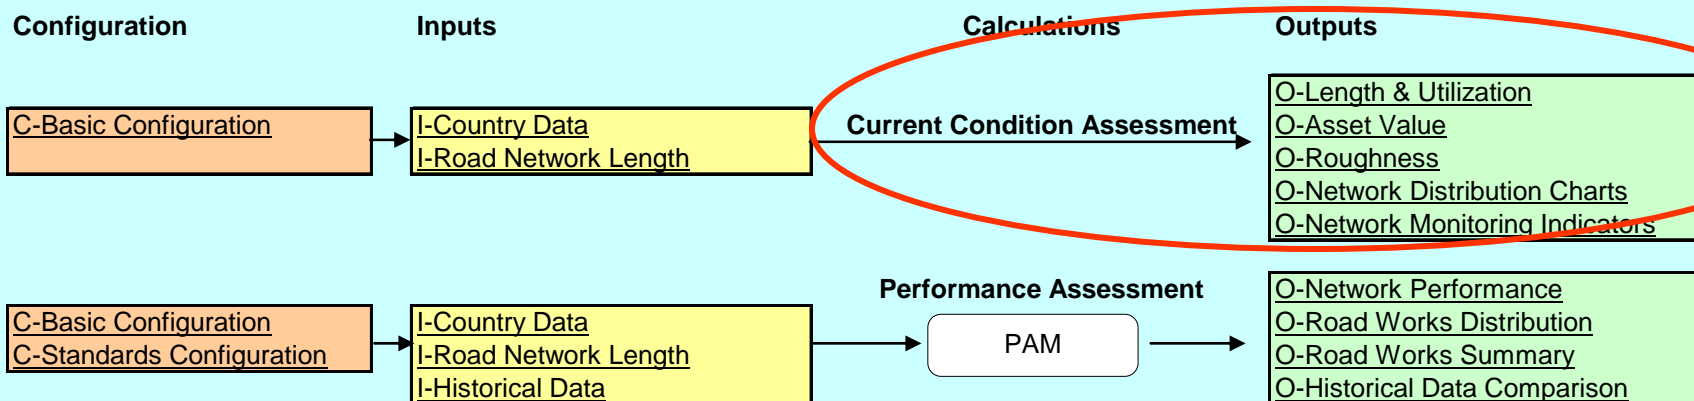 Configuration Inputs Calculations Outputs
C-Basic Configuration
I-Country Data
I-Road Network Length
Current Condition Assessment
O-Length & Utilization
O-Asset Value
O-Roughness
O-Network Distribution Charts
O-Network Monitoring Indicators
C-Basic Configuration
C-Standards Configuration
I-Country Data
I-Road Network Length
I-Historical Data
Performance Assessment
PAM
O-Network Performance
O-Road Works Distribution
O-Road Works Summary
O-Historical Data Comparison